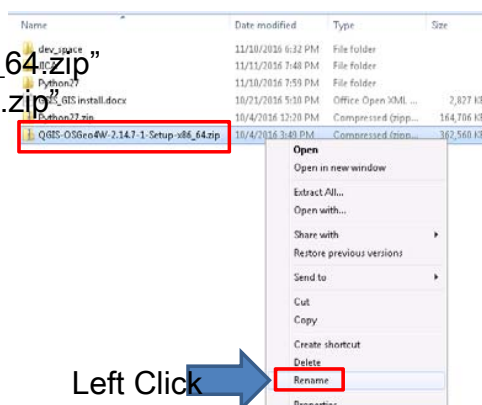 Name Date modified Type Size
dev_space 11/10/2016 6:32 PM File folder
_64.zip"
11/11/2016 7:48 PM File folder
Python27 11/10/2016 7:59 PM File folder
.zip"
GIS install.docx 10/21/2016 5:10 PM Office Open XML ... 2,827 KB
Python27.zip 10/4/2016 12:20 PM Compressed (zipp... 164,706 KB
QGIS-OSGeo4W-2.14.7-1-Setup-x86_64.zip 10/4/2016 3:49 PM Compressed (zipp... 362,560 KB
Open
Open in new window
Extract All...
Open with...
Share with
Restore previous versions
Send to
Cut
Copy
Create shortcut
Delete
Left Click
Rename
Properties